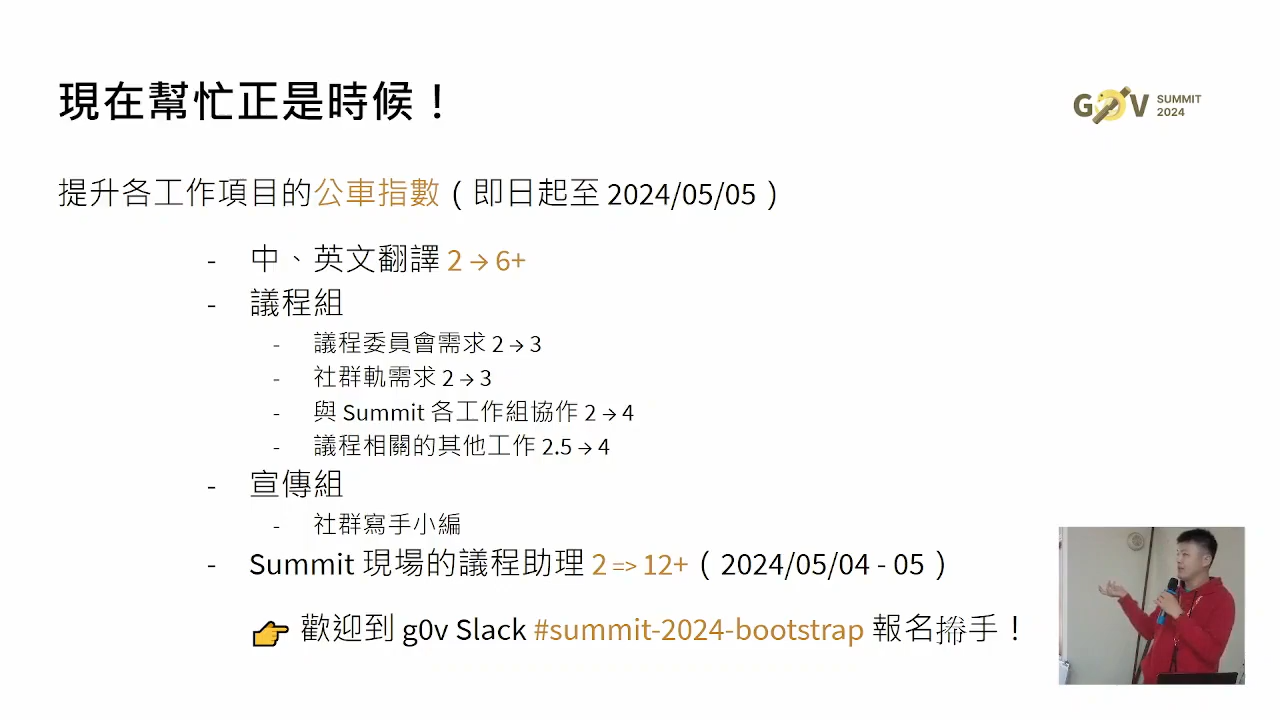 現在幫忙正是時候！
G0V SUMMIT 2024
提升各工作項目的公車指數（即日起至 2024/05/05）
- 中、英文翻譯 2 → 6+
- 議程組
- 議程委員會需求 2 → 3
- 社群軌需求 2 → 3
- 與 Summit 各工作組協作 2 → 4
- 議程相關的其他工作 2.5 → 4
- 宣傳組
- 社群寫手小編
- Summit 現場的議程助理 2 => 12+（2024/05/04 - 05）
👉 歡迎到 g0v Slack #summit-2024-bootstrap 報名擀手！